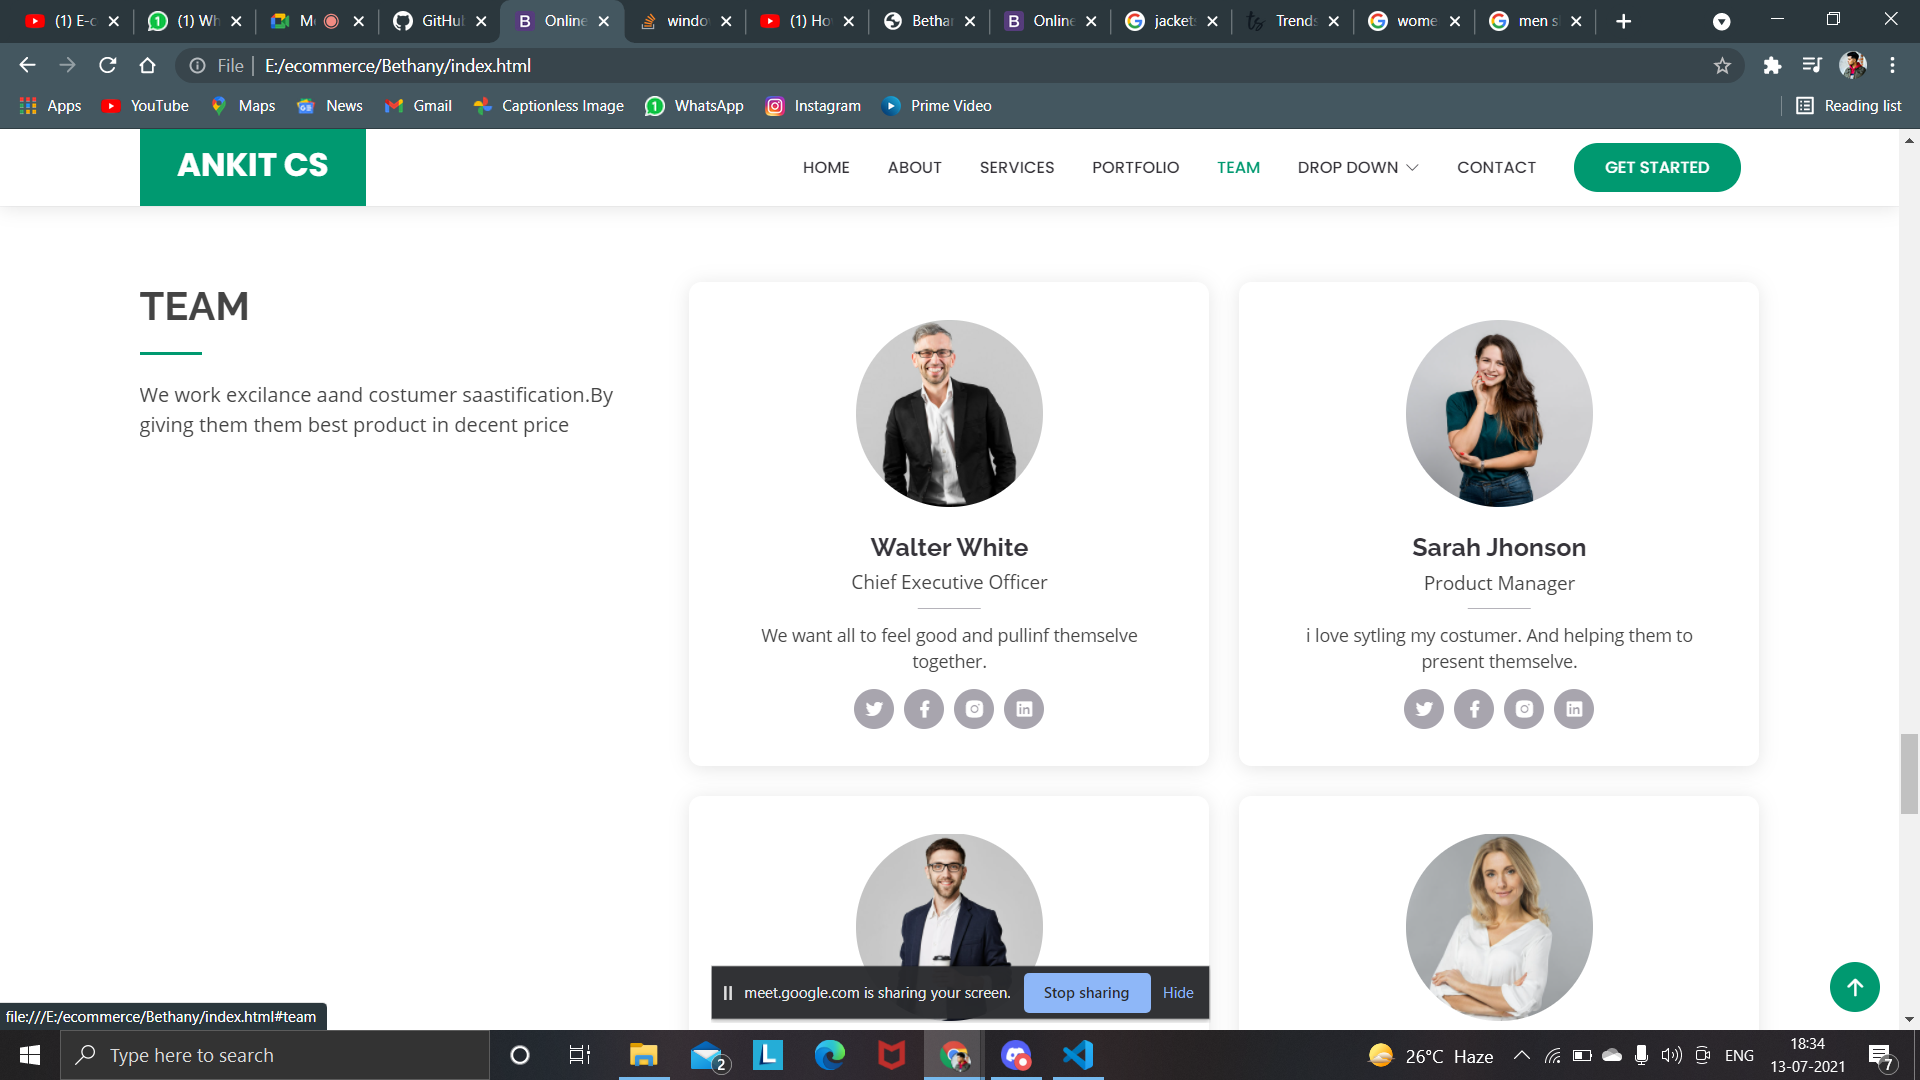 (1) E-c
(1) Wh
Me
GitHub
Online
windo
(1) Ho
Bethan
Online
jackets
Trends
wome
men s
File
E:/ecommerce/Bethany/index.html
Apps
YouTube
Maps
News
Gmail
Captionless Image
WhatsApp
Instagram
Prime Video
Reading list
ANKIT CS
HOME
ABOUT
SERVICES
PORTFOLIO
TEAM
DROP DOWN
CONTACT
GET STARTED
TEAM
We work excilance aand costumer saastification.By
giving them them best product in decent price
Walter White
Chief Executive Officer
We want all to feel good and pullinf themselve
together.
Sarah Jhonson
Product Manager
i love sytling my costumer. And helping them to
present themselve.
meet.google.com is sharing your screen.
Stop sharing
Hide
file:///E:/ecommerce/Bethany/index.html#team
Type here to search
2
26°C Haze
ENG
18:34
13-07-2021
7